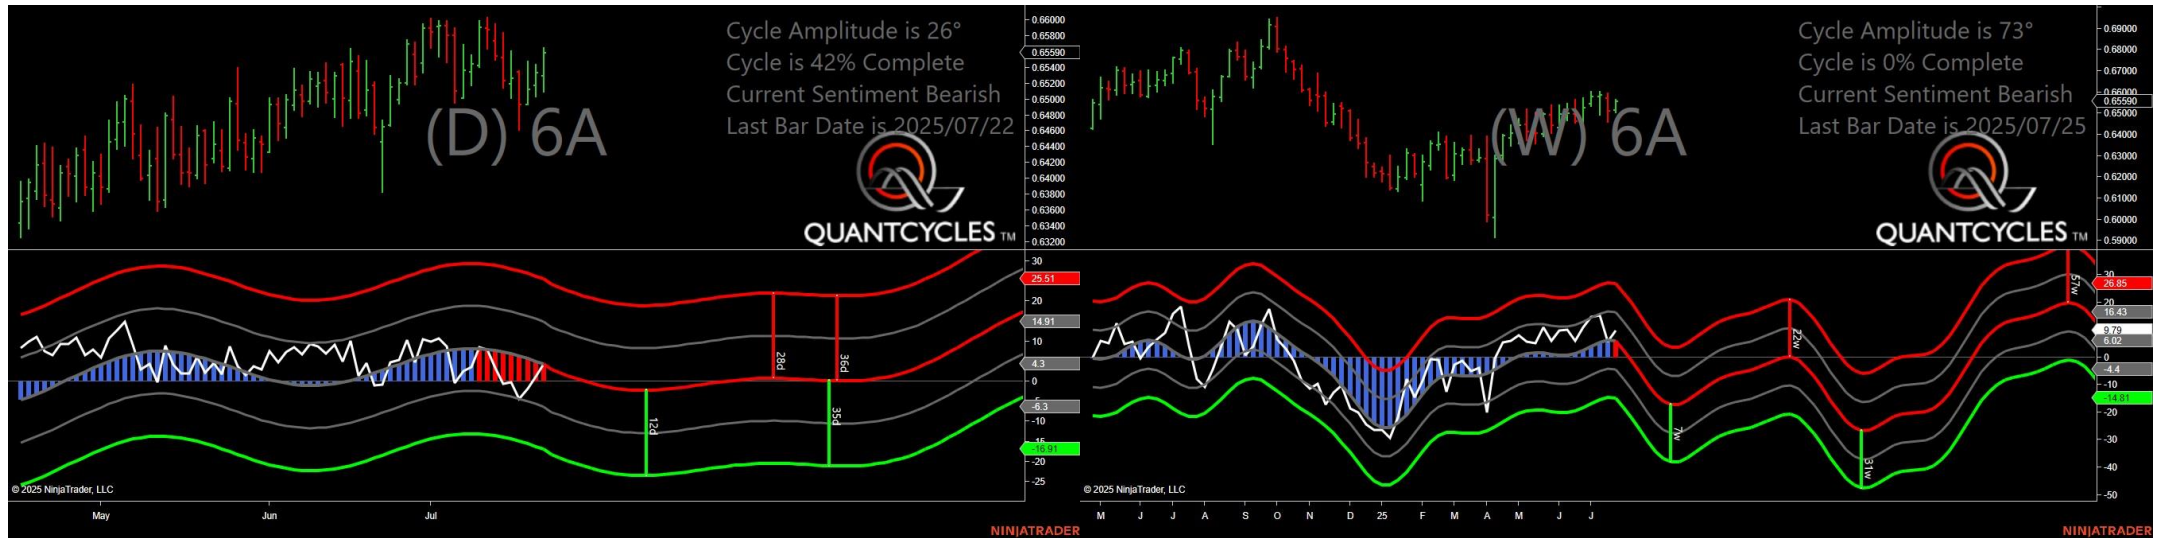 Cycle Amplitude is 26°
Cycle is 42% Complete
Current Sentiment Bearish
Last Bar Date is 2025/07/22
(D) 6A
QUANTCYCLES TM
0.66000
0.65800
0.65590
0.65400
0.65200
0.65000
0.64800
0.64600
0.64400
0.64200
0.64000
0.63800
0.63600
0.63400
0.63200
30
25.51
20
14.91
10
4.3
0
-6.3
-10
-15
-16.91
-20
-25
12d
28d
35d
36d
© 2025 NinjaTrader, LLC
May Jun Jul
NINJATRADER
Cycle Amplitude is 73°
Cycle is 0% Complete
Current Sentiment Bearish
Last Bar Date is 2025/07/25
(W) 6A
QUANTCYCLES TM
0.69000
0.68000
0.67000
0.66000
0.65590
0.65000
0.64000
0.63000
0.62000
0.61000
0.60000
0.59000
30
26.85
20
16.43
9.79
6.02
0
-4.4
-10
-14.81
-20
-30
-40
-50
7w
22w
31w
57w
© 2025 NinjaTrader, LLC
M J J A S O N D 25 F M A M J J
NINJATRADER